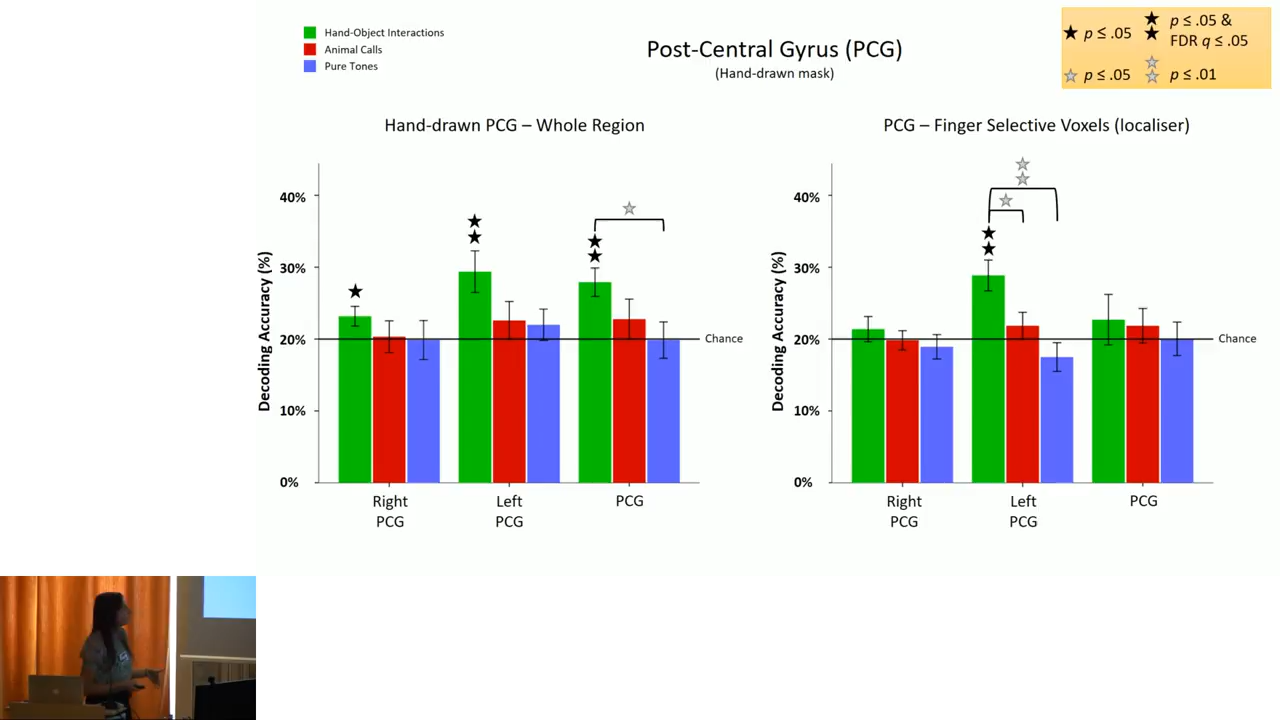 Hand-Object Interactions
Animal Calls
Pure Tones
Post-Central Gyrus (PCG)
(Hand-drawn mask)
★ p ≤ .05
★★ p ≤ .05 &
FDR q ≤ .05
☆ p ≤ .05
☆☆ p ≤ .01
Hand-drawn PCG – Whole Region
Decoding Accuracy (%)
40%
30%
20%
10%
0%
Chance
Right
PCG
Left
PCG
PCG
PCG – Finger Selective Voxels (localiser)
Decoding Accuracy (%)
40%
30%
20%
10%
0%
Chance
Right
PCG
Left
PCG
PCG